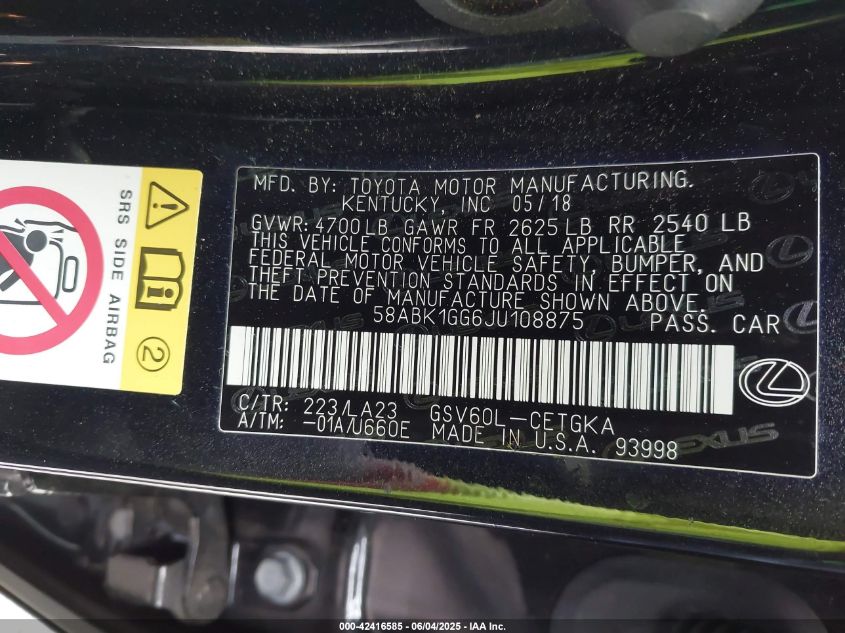 MFD. BY: TOYOTA MOTOR MANUFACTURING.
KENTUCKY, INC 05/18
GVWR: 4700LB GAWR FR 2625LB RR 2540 LB
THIS VEHICLE CONFORMS TO ALL APPLICABLE
FEDERAL MOTOR VEHICLE SAFETY, BUMPER, AND
THEFT PREVENTION STANDARDS IN EFFECT ON
THE DATE OF MANUFACTURE SHOWN ABOVE.
58ABK1GG6JU108875 PASS. CAR
C/TR: 223/LA23 GSV60L-CETGKA
A/TM: -01A/U660E MADE IN U.S.A. 93998
SRS SIDE AIRBAG
2
LEXUS
000-42416585 - 06/04/2025 - IAA Inc.